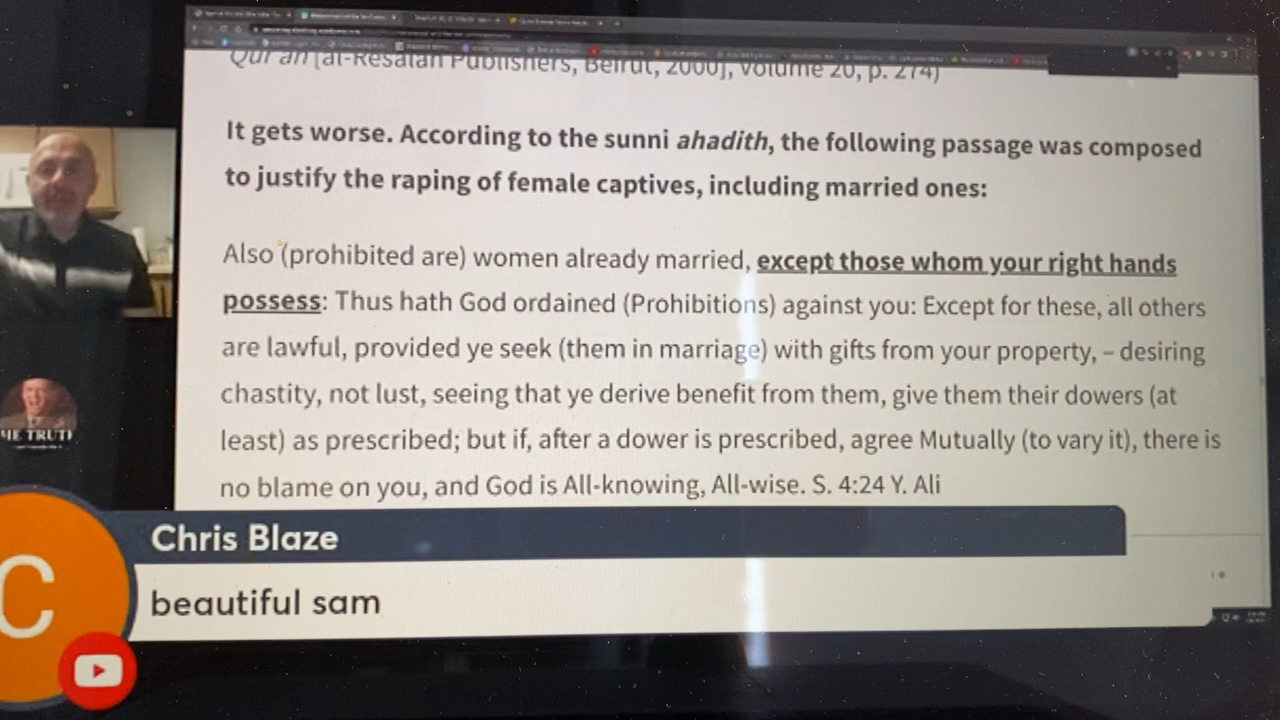 Qur'an [al-Resalah Publishers, Beirut, 2000], Volume 20, p. 274)
It gets worse. According to the sunni ahadith, the following passage was composed
to justify the raping of female captives, including married ones:
Also (prohibited are) women already married, except those whom your right hands
possess: Thus hath God ordained (Prohibitions) against you: Except for these, all others
are lawful, provided ye seek (them in marriage) with gifts from your property, – desiring
chastity, not lust, seeing that ye derive benefit from them, give them their dowers (at
least) as prescribed; but if, after a dower is prescribed, agree Mutually (to vary it), there is
no blame on you, and God is All-knowing, All-wise. S. 4:24 Y. Ali
HE TRUTH
C
Chris Blaze
beautiful sam